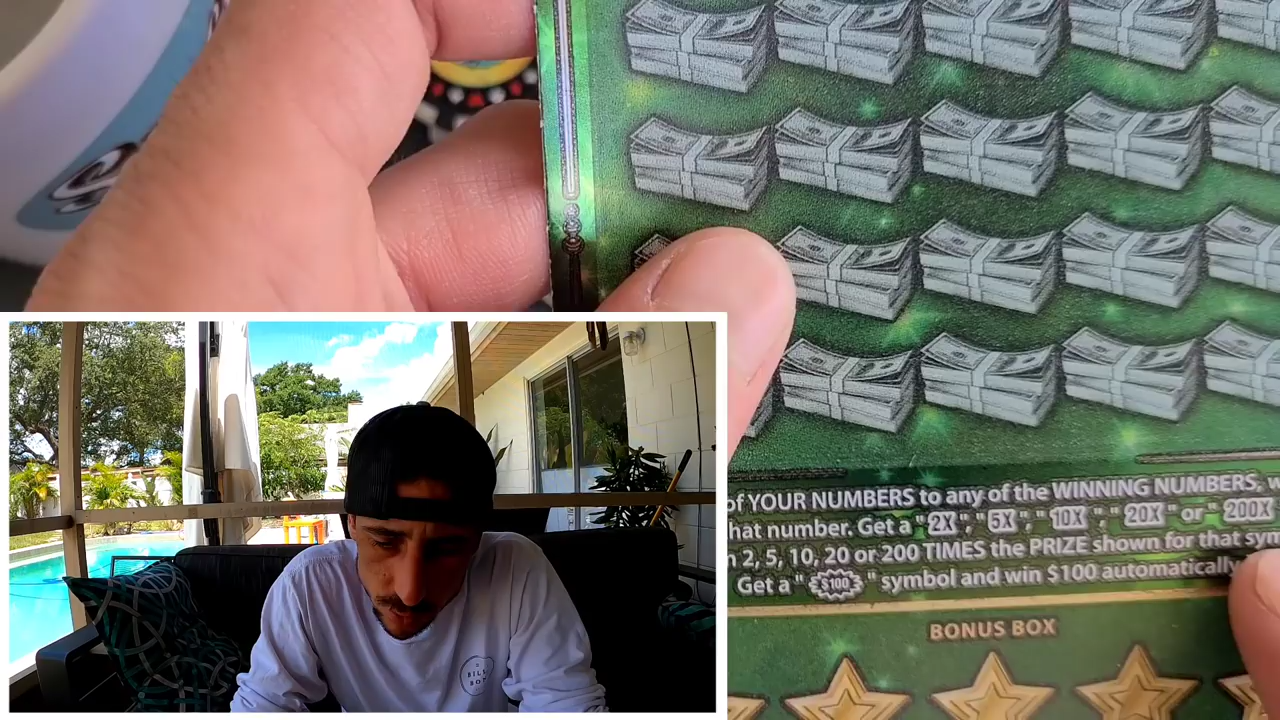 of YOUR NUMBERS to any of the WINNING NUMBERS, w
hat number. Get a "2X", "5X", "10X", "20X" or "200X
n 2, 5, 10, 20 or 200 TIMES the PRIZE shown for that sym
Get a "$100" symbol and win $100 automatically
BONUS BOX